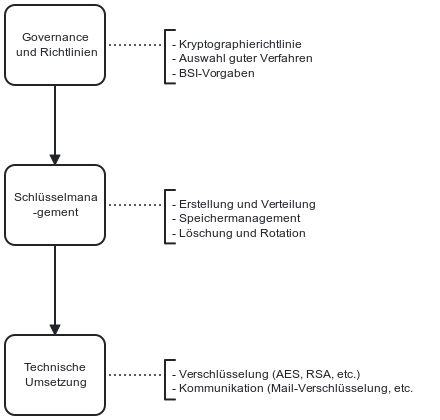 Governance
und Richtlinien
- Kryptographierichtlinie
- Auswahl guter Verfahren
- BSI-Vorgaben
Schlüsselmana
-gement
- Erstellung und Verteilung
- Speichermanagement
- Löschung und Rotation
Technische
Umsetzung
- Verschlüsselung (AES, RSA, etc.)
- Kommunikation (Mail-Verschlüsselung, etc.